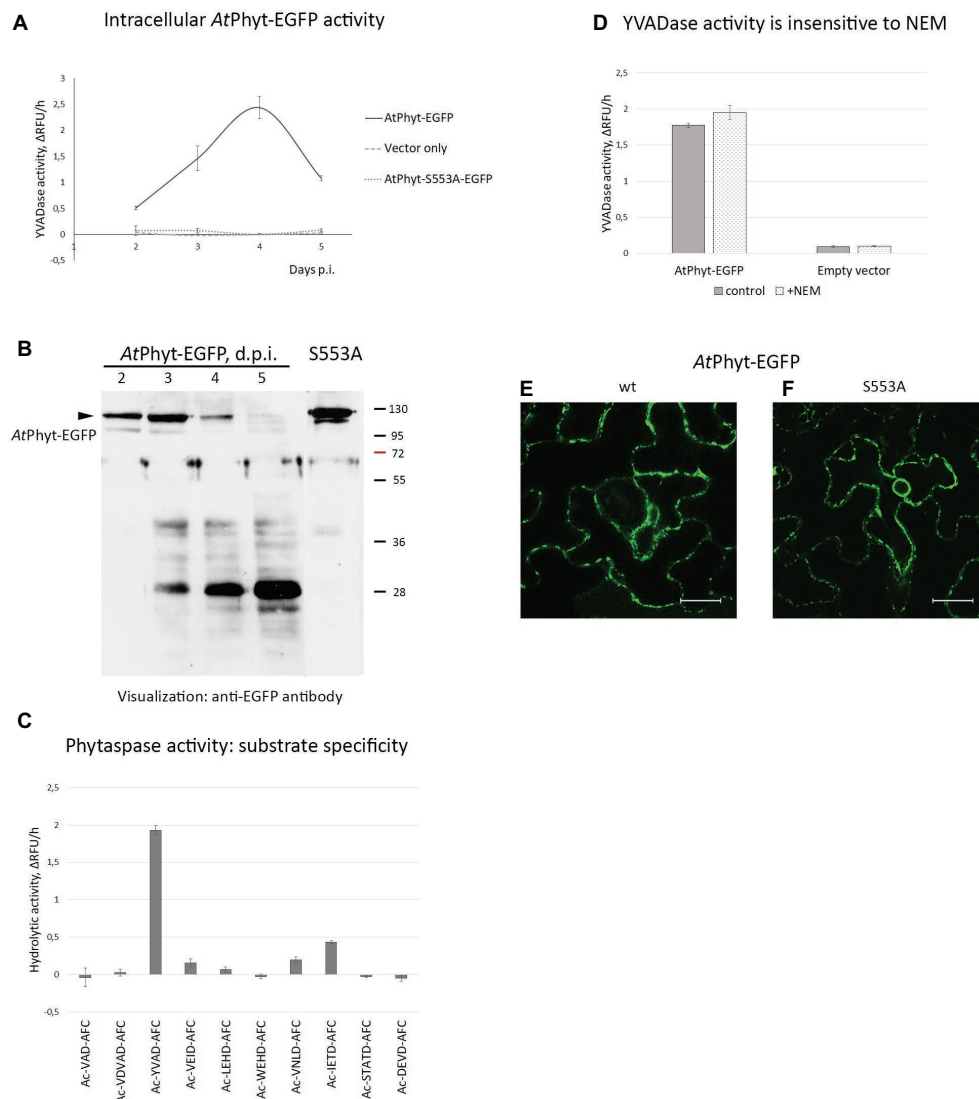 A
Intracellular AtPhyt-EGFP activity
YVADase activity, ΔRFU/h
3
2,5
2
1,5
1
0,5
0
-0,5
1
2
3
4
5
Days p.i.
AtPhyt-EGFP
Vector only
AtPhyt-S553A-EGFP
D
YVADase activity is insensitive to NEM
YVADase activity, ΔRFU/h
2,5
2
1,5
1
0,5
0
AtPhyt-EGFP
Empty vector
control
+NEM
B
AtPhyt-EGFP, d.p.i.
S553A
2
3
4
5
AtPhyt-EGFP
130
95
72
55
36
28
Visualization: anti-EGFP antibody
AtPhyt-EGFP
E
wt
F
S553A
C
Phytaspase activity: substrate specificity
Hydrolytic activity, ΔRFU/h
2,5
2
1,5
1
0,5
0
-0,5
Ac-VAD-AFC
Ac-VDVAD-AFC
Ac-YVAD-AFC
Ac-VEID-AFC
Ac-LEHD-AFC
Ac-WEHD-AFC
Ac-VNLD-AFC
Ac-IETD-AFC
Ac-STATD-AFC
Ac-DEVD-AFC